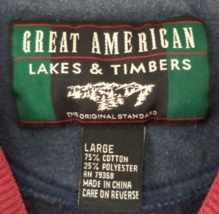 GREAT AMERICAN
LAKES & TIMBERS
THE ORIGINAL STANDARD
LARGE
75% COTTON
25% POLYESTER
RN 79368
MADE IN CHINA
CARE ON REVERSE